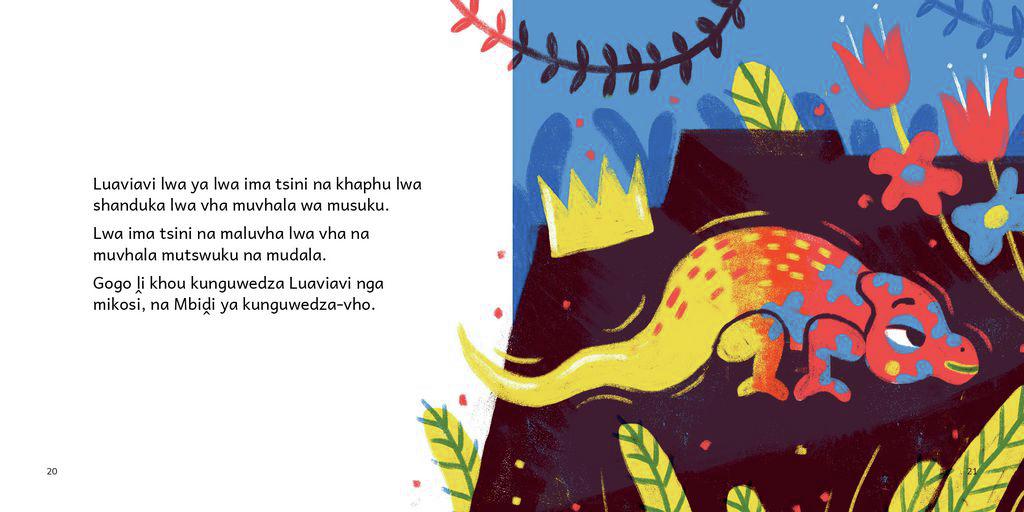 Luaviavi lwa ya lwa ima tsini na khaphu lwa
shanduka lwa vha muvhala wa musuku.
Lwa ima tsini na maluvha lwa vha na
muvhala mutswuku na mudala.
Gogo ḽi khou kunguwedza Luaviavi nga
mikosi, na Mbiḓi ya kunguwedza-vho.
20
21